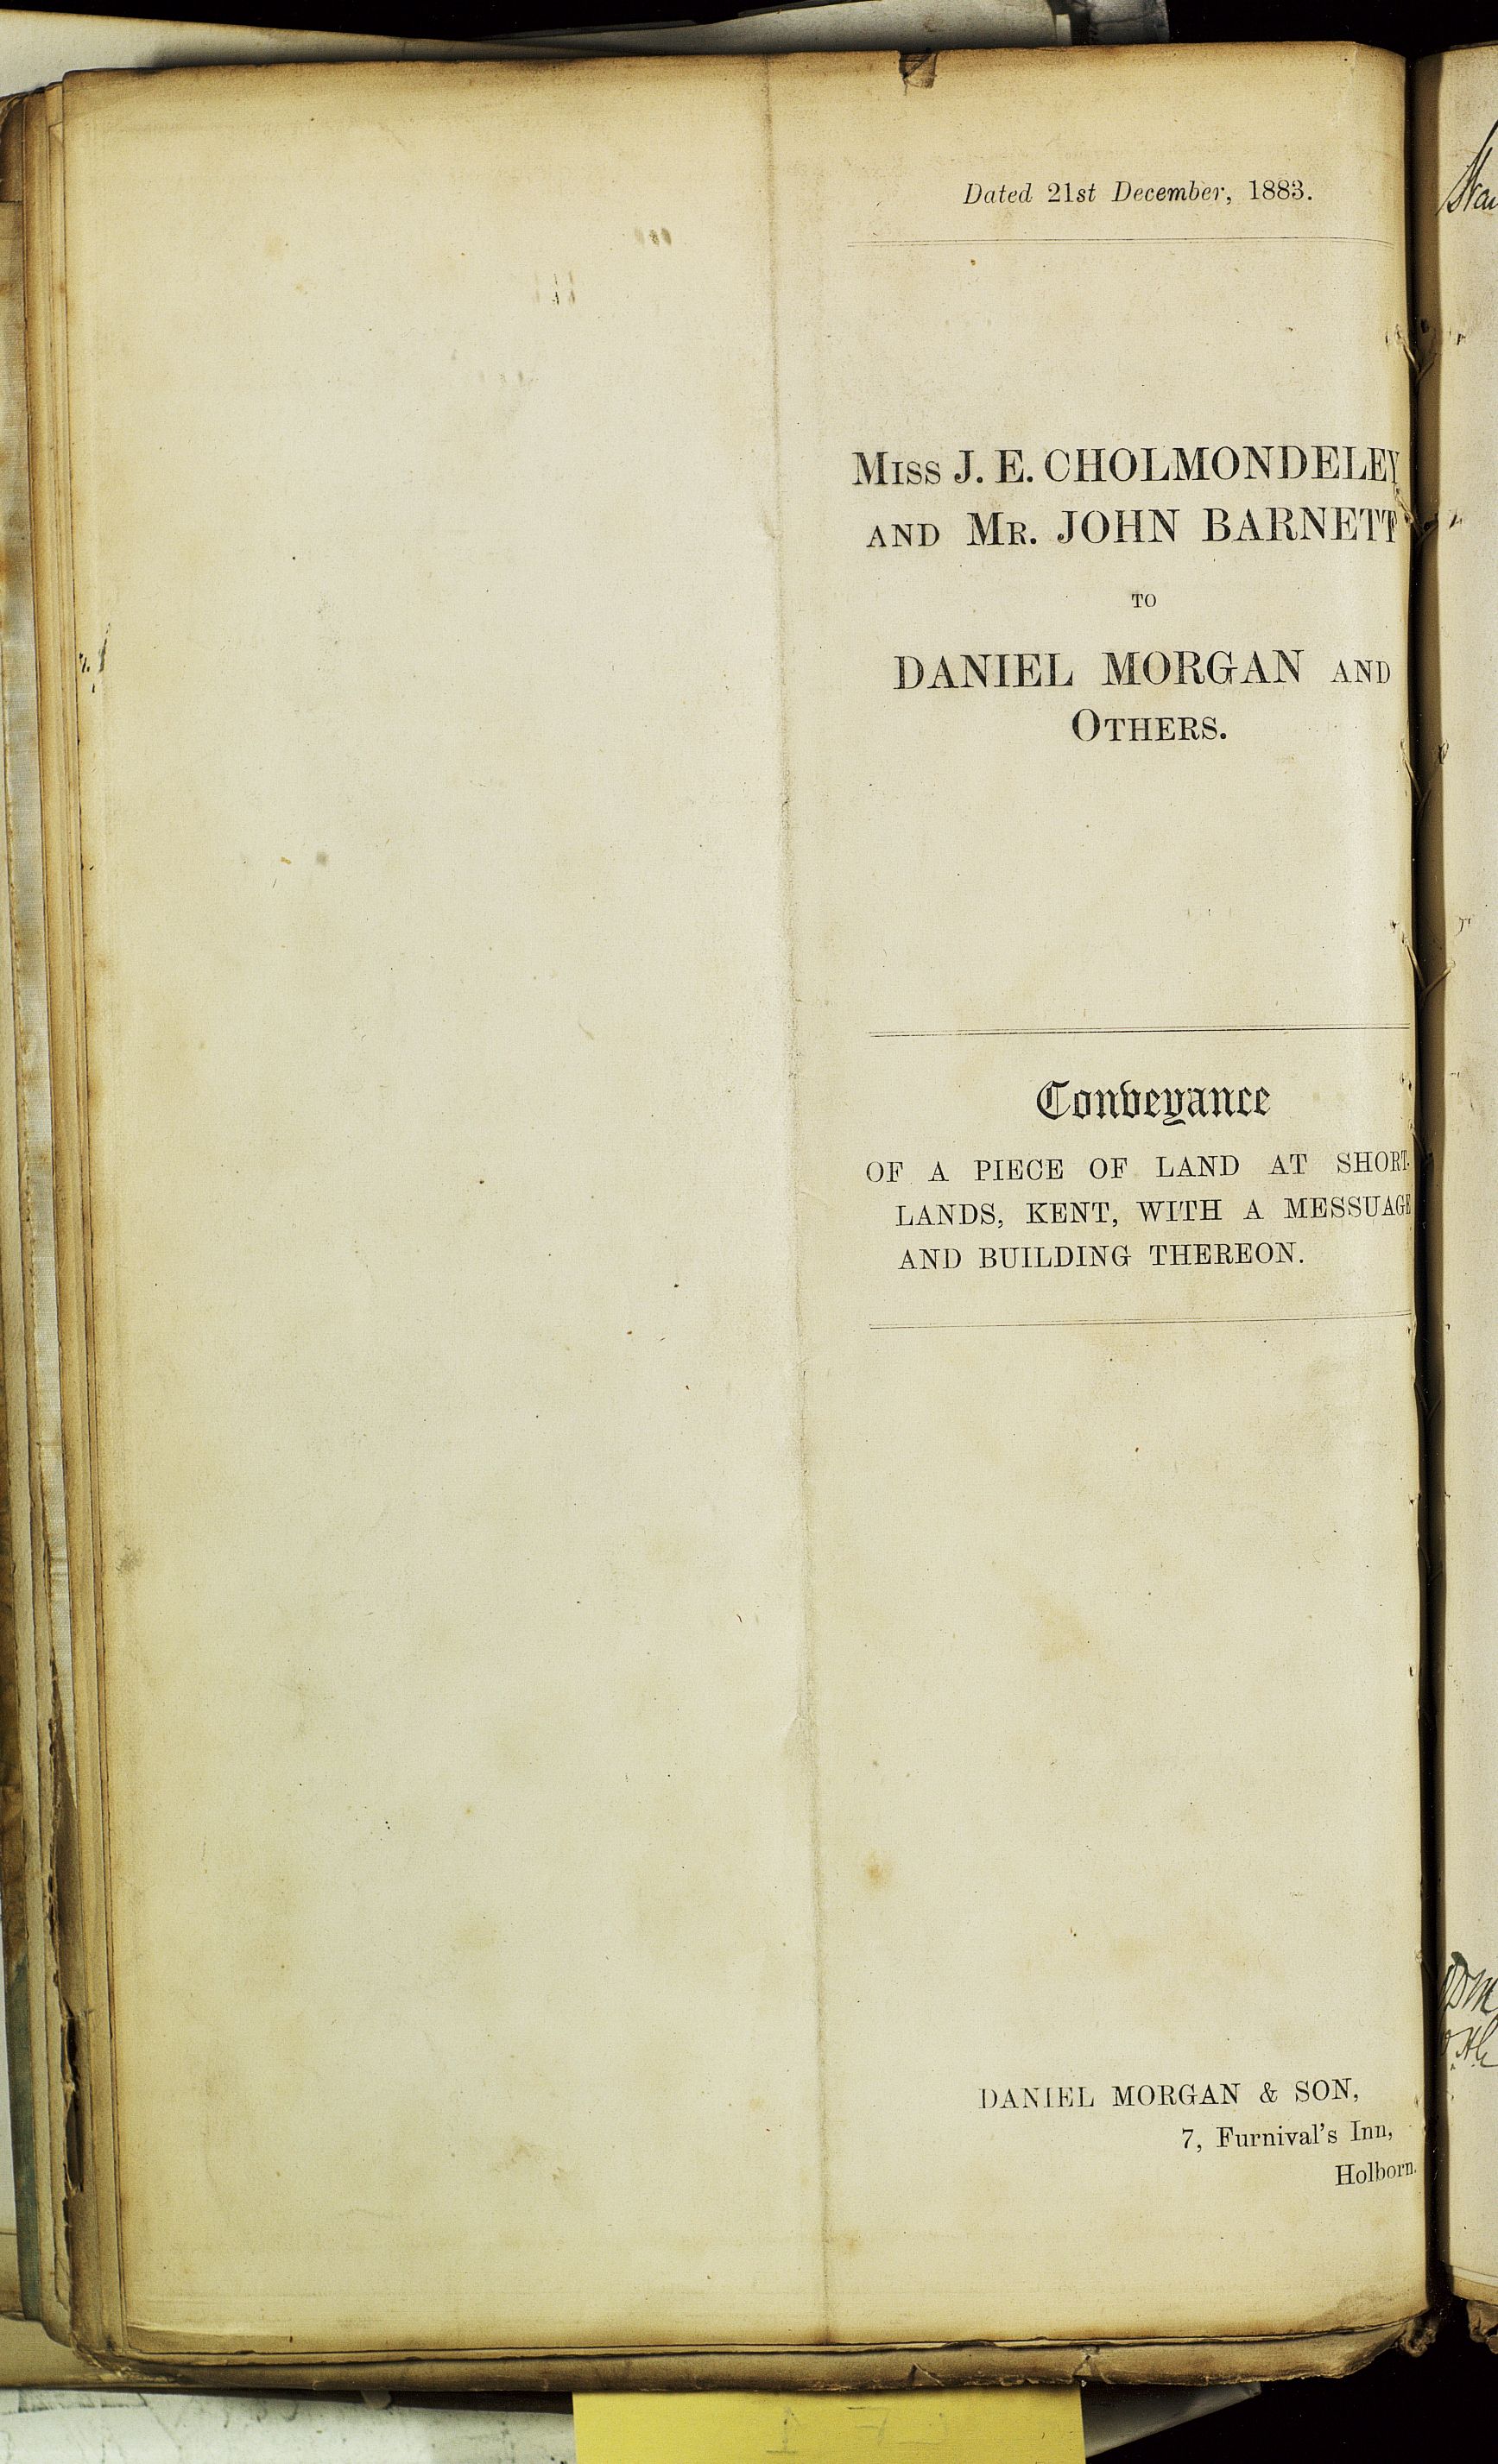 Dated 21st December, 1883.
MISS J. E. CHOLMONDELEY
AND MR. JOHN BARNETT
TO
DANIEL MORGAN AND
OTHERS.
Conveyance
OF A PIECE OF LAND AT SHORT-
LANDS, KENT, WITH A MESSUAGE
AND BUILDING THEREON.
DANIEL MORGAN & SON,
7, Furnival's Inn,
Holborn.